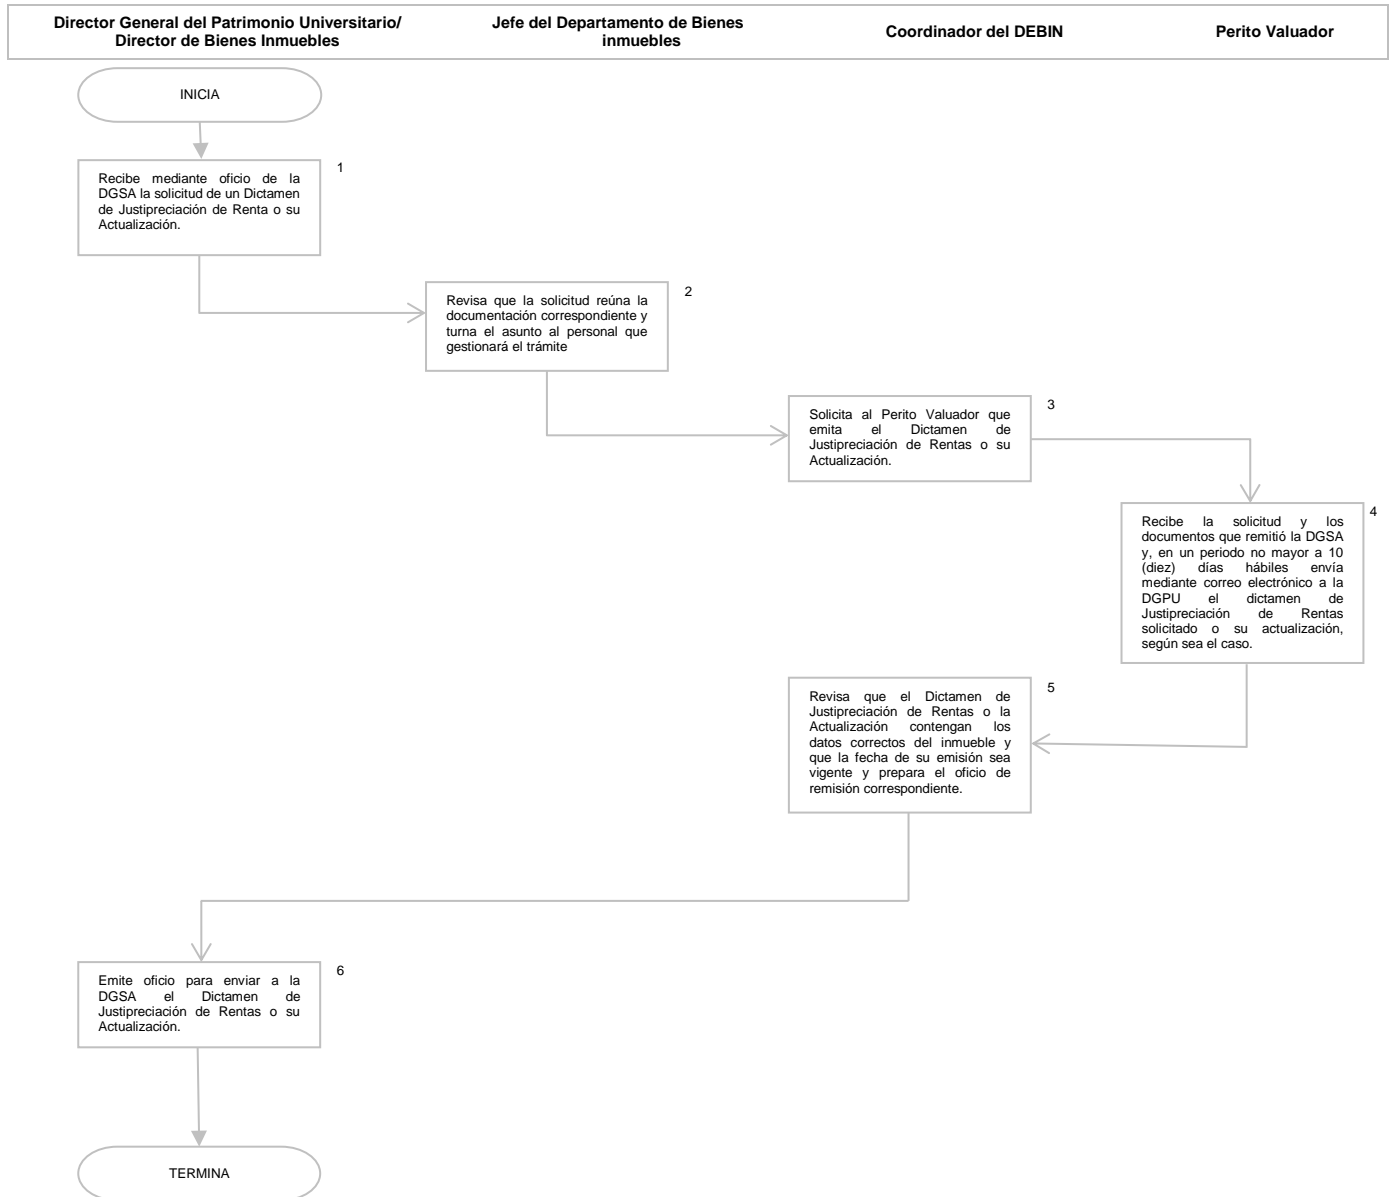 Director General del Patrimonio Universitario/
Director de Bienes Inmuebles
Jefe del Departamento de Bienes
inmuebles
Coordinador del DEBIN
Perito Valuador
INICIA
1
Recibe mediante oficio de la
DGSA la solicitud de un Dictamen
de Justipreciación de Renta o su
Actualización.
2
Revisa que la solicitud reúna la
documentación correspondiente y
turna el asunto al personal que
gestionará el trámite
3
Solicita al Perito Valuador que
emita el Dictamen de
Justipreciación de Rentas o su
Actualización.
4
Recibe la solicitud y los
documentos que remitió la DGSA
y, en un periodo no mayor a 10
(diez) días hábiles envía
mediante correo electrónico a la
DGPU el dictamen de
Justipreciación de Rentas
solicitado o su actualización,
según sea el caso.
5
Revisa que el Dictamen de
Justipreciación de Rentas o la
Actualización contengan los
datos correctos del inmueble y
que la fecha de su emisión sea
vigente y prepara el oficio de
remisión correspondiente.
6
Emite oficio para enviar a la
DGSA el Dictamen de
Justipreciación de Rentas o su
Actualización.
TERMINA